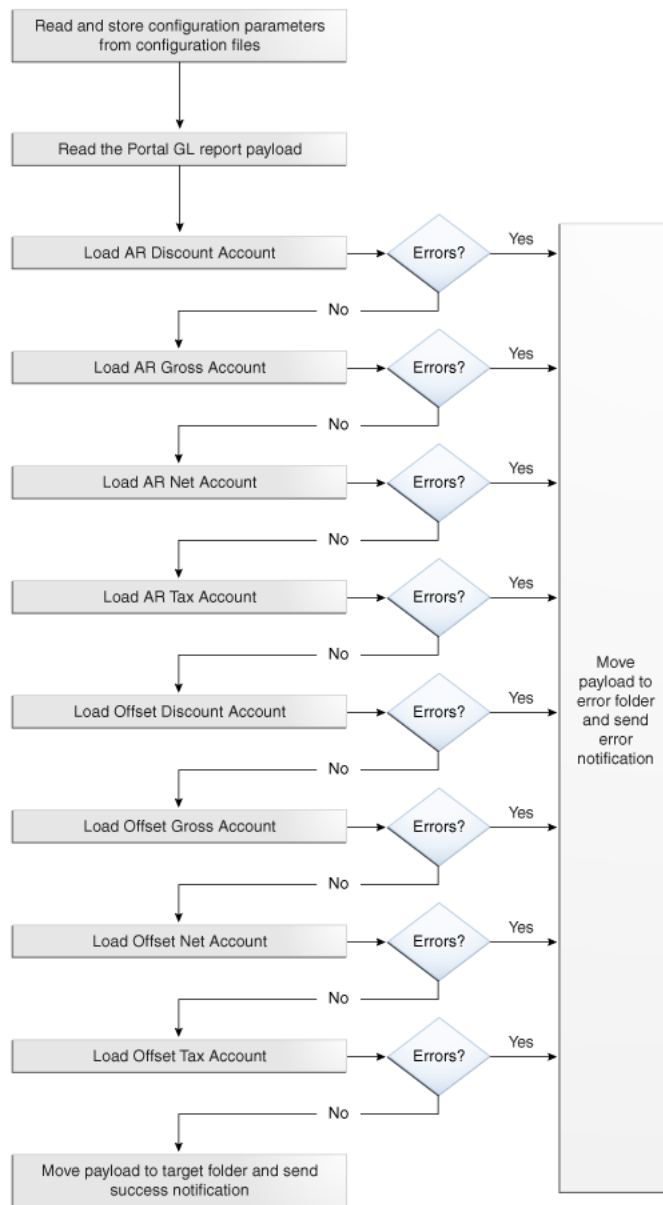 Read and store configuration parameters
from configuration files
Read the Portal GL report payload
Load AR Discount Account
Errors?
Yes
No
Load AR Gross Account
Errors?
Yes
No
Load AR Net Account
Errors?
Yes
No
Load AR Tax Account
Errors?
Yes
No
Load Offset Discount Account
Errors?
Yes
No
Load Offset Gross Account
Errors?
Yes
No
Load Offset Net Account
Errors?
Yes
No
Load Offset Tax Account
Errors?
Yes
No
Move payload to target folder and send
success notification
Move
payload to
error folder
and send
error
notification